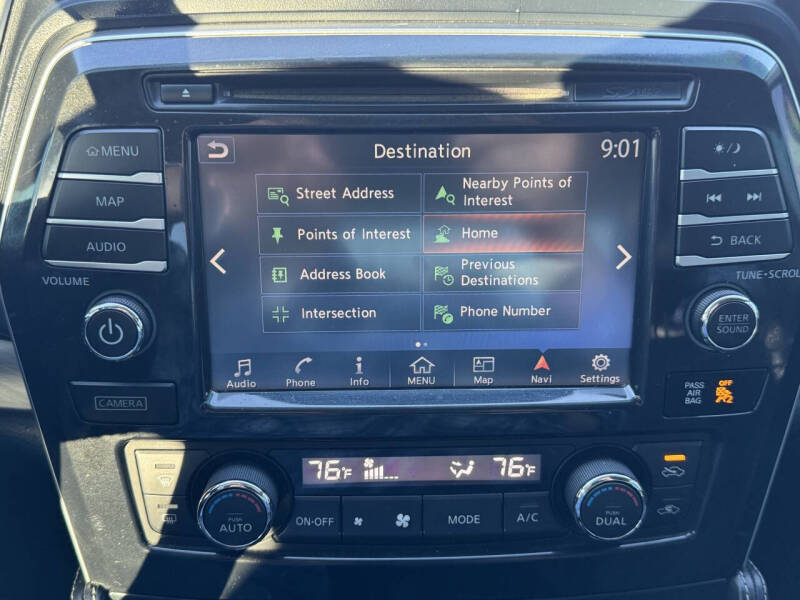 Destination 9:01
MENU
MAP
AUDIO
VOLUME
Street Address
Nearby Points of
Interest
Points of Interest
Home
Address Book
Previous
Destinations
Intersection
Phone Number
Audio
Phone
Info
MENU
Map
Navi
Settings
BACK
TUNE·SCROLL
ENTER
SOUND
CAMERA
PASS
AIR
BAG
OFF
76°F
76°F
PUSH
AUTO
ON·OFF
MODE
A/C
PUSH
DUAL